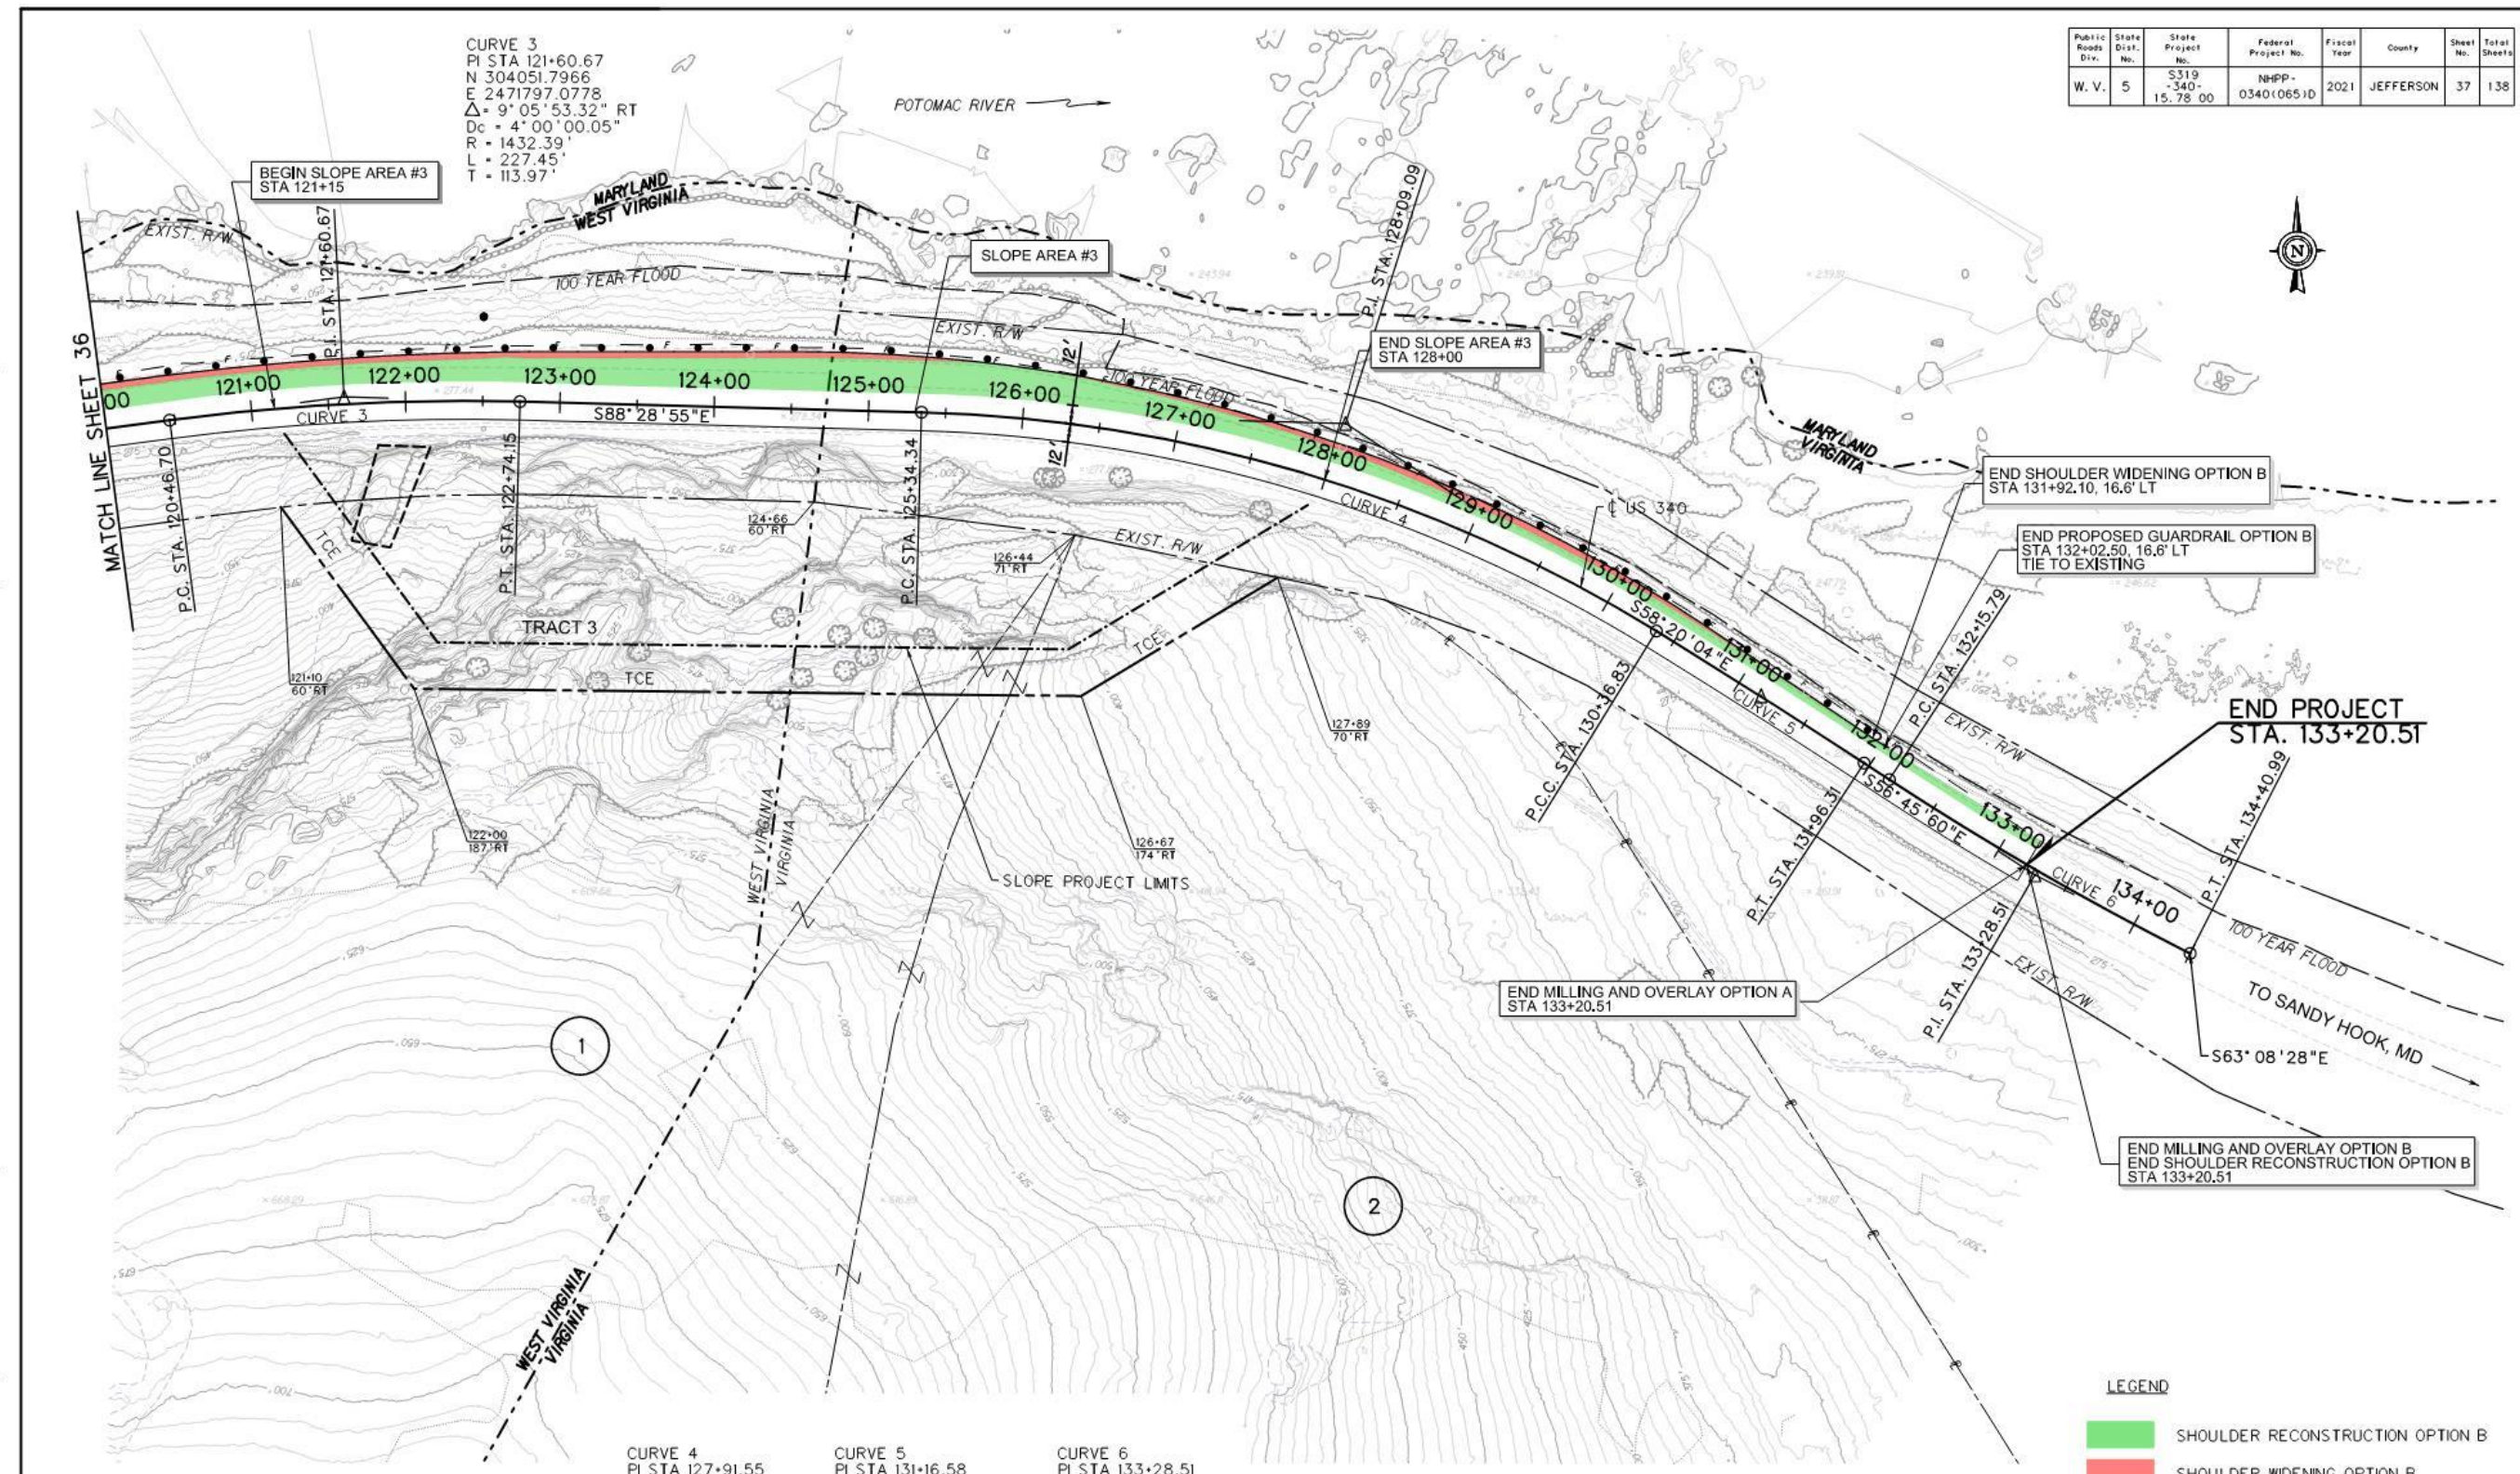 Public Roads Div.
State Dist. No.
State Project No.
Federal Project No.
Fiscal Year
County
Sheet No.
Total Sheets
W. V.
5
S319
-340-
15.78 00
NHPP-
0340(065)D
2021
JEFFERSON
37
138
CURVE 3
PI STA 121+60.67
N 304051.7966
E 2471797.0778
Δ= 9°05'53.32" RT
Dc = 4°00'00.05"
R = 1432.39'
L = 227.45'
T = 113.97'
POTOMAC RIVER
BEGIN SLOPE AREA #3
STA 121+15
MARYLAND
WEST VIRGINIA
EXIST. R/W
P.I. STA. 121+60.67
100 YEAR FLOOD
SLOPE AREA #3
EXIST. R/W
P.I. STA. 128+09.09
END SLOPE AREA #3
STA 128+00
MATCH LINE SHEET 36
00
121+00
122+00
123+00
124+00
125+00
126+00
127+00
128+00
129+00
130+00
131+00
132+00
133+00
134+00
12'
12'
100 YEAR FLOOD
CURVE 3
S88°28'55"E
CURVE 4
℄ US 340
MARYLAND
VIRGINIA
END SHOULDER WIDENING OPTION B
STA 131+92.10, 16.6' LT
END PROPOSED GUARDRAIL OPTION B
STA 132+02.50, 16.6' LT
TIE TO EXISTING
P.C. STA. 120+46.70
P.T. STA. 122+74.15
P.C. STA. 125+34.34
124+66
60'RT
126+44
71'RT
EXIST. R/W
TCE
TRACT 3
TCE
TCE
121+10
60'RT
122+00
187'RT
126+67
174'RT
127+89
70'RT
S58°20'04"E
CURVE 5
P.C.C. STA. 130+36.83
P.C. STA. 132+15.79
EXIST. R/W
END PROJECT
STA. 133+20.51
P.T. STA. 131+96.31
S56°45'60"E
CURVE 6
P.T. STA. 134+40.99
P.I. STA. 133+28.51
100 YEAR FLOOD
EXIST. R/W
TO SANDY HOOK, MD
S63°08'28"E
WEST VIRGINIA
VIRGINIA
SLOPE PROJECT LIMITS
END MILLING AND OVERLAY OPTION A
STA 133+20.51
END MILLING AND OVERLAY OPTION B
END SHOULDER RECONSTRUCTION OPTION B
STA 133+20.51
1
2
WEST VIRGINIA
VIRGINIA
N
CURVE 4
PI STA 127+91.55
CURVE 5
PI STA 131+16.58
CURVE 6
PI STA 133+28.51
LEGEND
SHOULDER RECONSTRUCTION OPTION B
SHOULDER WIDENING OPTION B